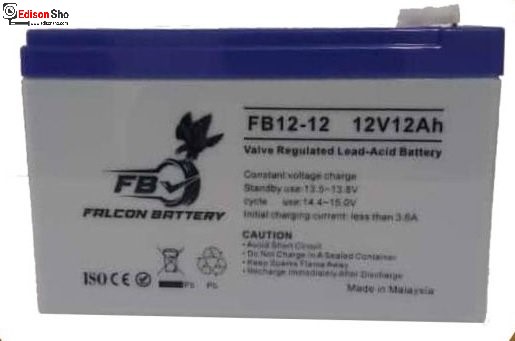 Edison Sho
FB12-12 12V12Ah
Valve Regulated Lead-Acid Battery
Constant voltage charge
Standby use:13.5~13.8V
cycle use:14.4~15.0V
Initial charging current: less than 3.6A
FB
FALCON BATTERY
CAUTION
• Avoid Short Circuit
• Do Not Charge In A Sealed Container
• Keep Sparks Flame Away
• Recharge Immediately After Discharge
ISO CE
Pb Pb
Made in Malaysia